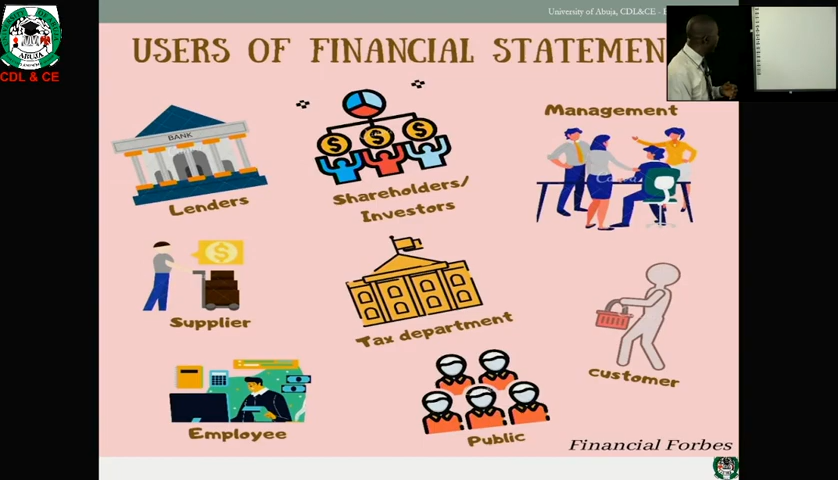 University of Abuja, CDL&CE -
USERS OF FINANCIAL STATEMEN
ABUJA
CDL & CE
BANK
Lenders
Shareholders/
Investors
Management
Supplier
Tax department
customer
Employee
Public
Financial Forbes